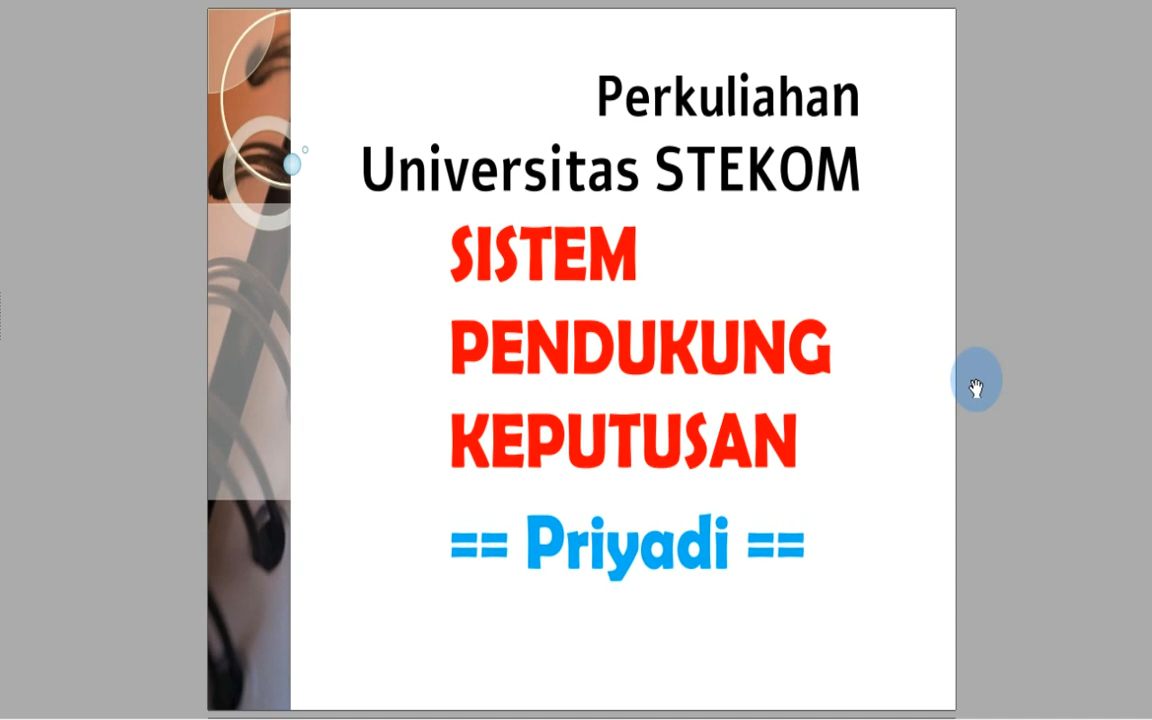 Perkuliahan
Universitas STEKOM
SISTEM
PENDUKUNG
KEPUTUSAN
== Priyadi ==